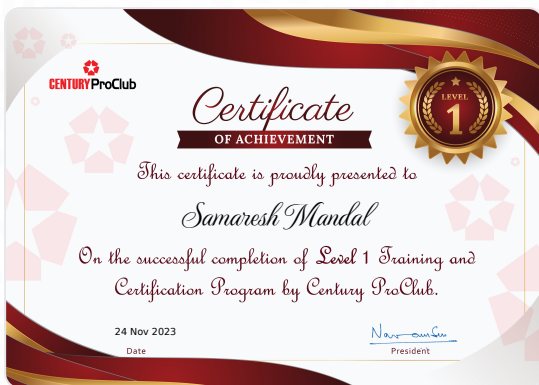 CENTURY ProClub
Certificate
OF ACHIEVEMENT
LEVEL
1
This certificate is proudly presented to
Samaresh Mandal
On the successful completion of Level 1 Training and
Certification Program by Century ProClub.
24 Nov 2023
Date
President